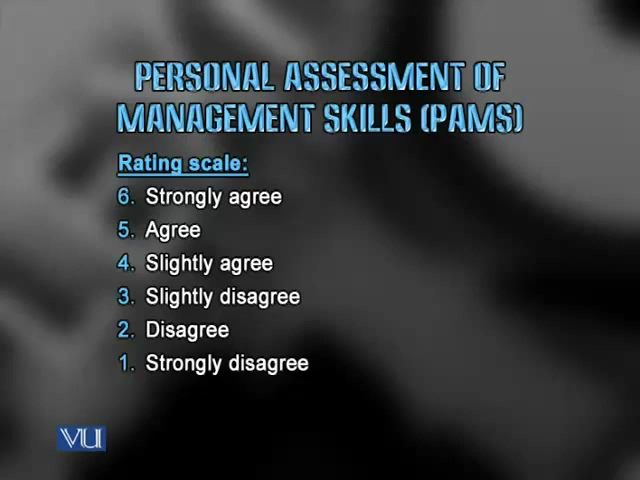 PERSONAL ASSESSMENT OF
MANAGEMENT SKILLS (PAMS)
Rating scale:
6. Strongly agree
5. Agree
4. Slightly agree
3. Slightly disagree
2. Disagree
1. Strongly disagree
VU